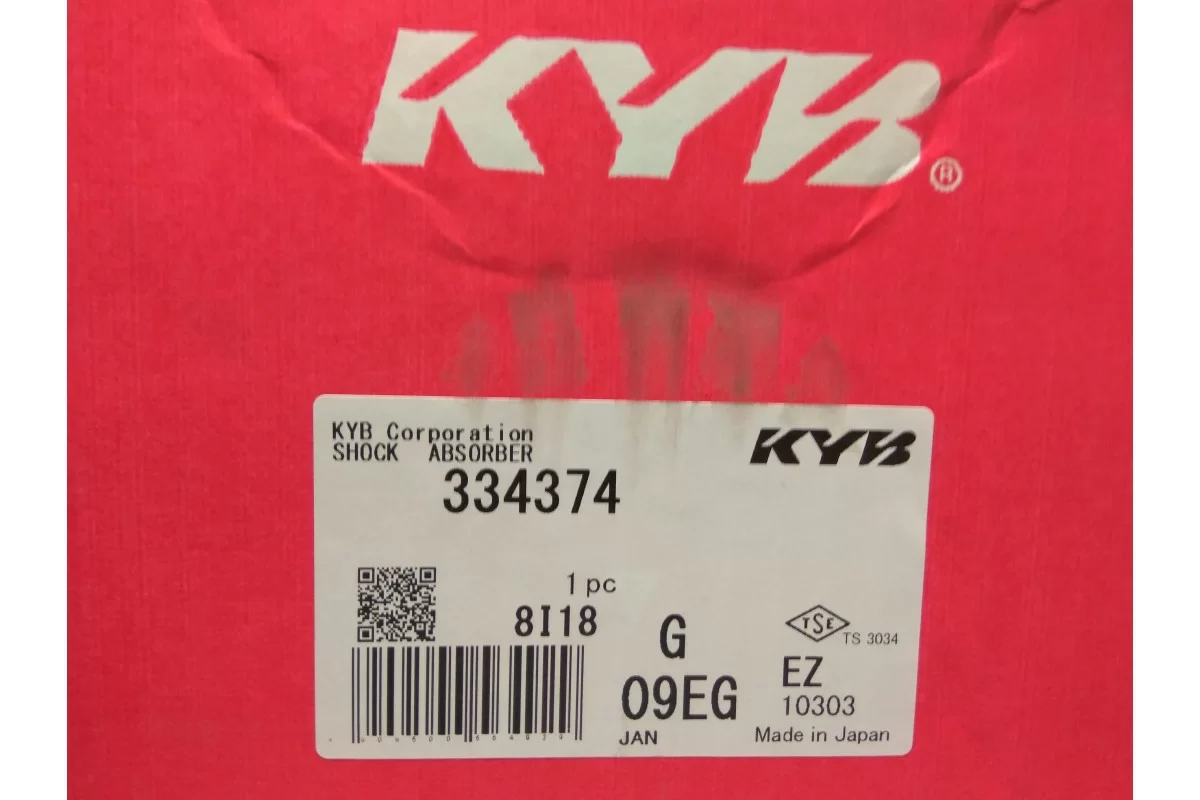 KYB®
KYB Corporation
KYB
SHOCK ABSORBER
334374
1 pc
8I18
G
TSE
TS 3034
09EG
EZ
10303
JAN
Made in Japan